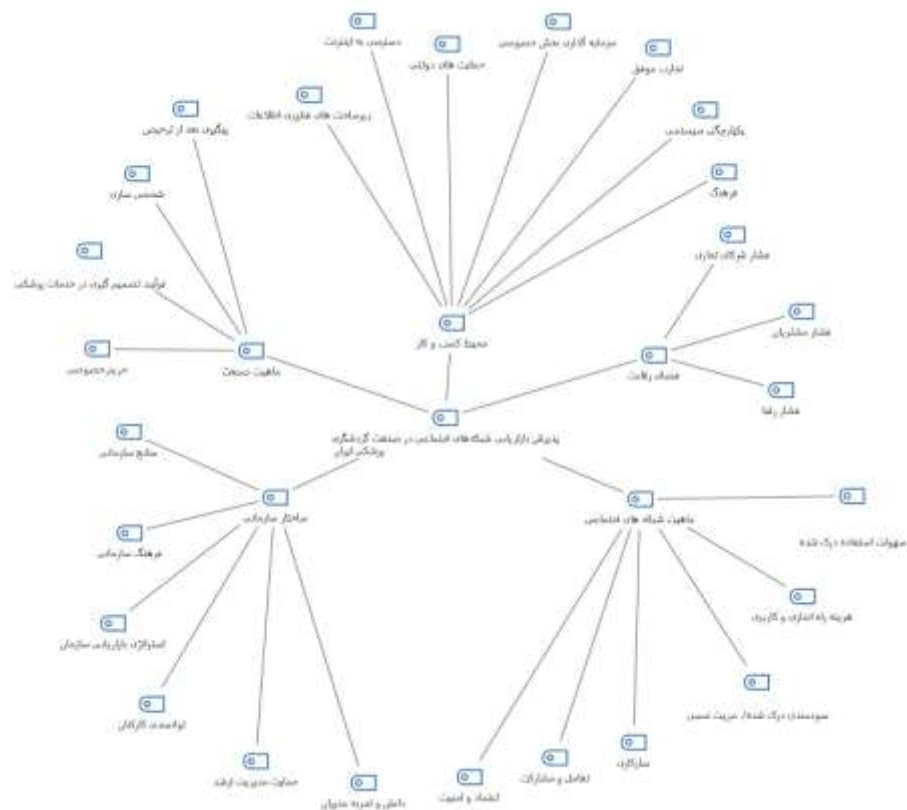 دسترسی به اینترنت
حمایت های دولتی
سرمایه گذاری بخش خصوصی
تجارب موفق
زیرساخت های فناوری اطلاعات
یکپارچگی سیستمی
پیگیری بعد از ترخیص
شخصی سازی
فرهنگ
فشار شرکای تجاری
فرآیند تصمیم گیری در خدمات پزشکی
فشار مشتریان
محیط کسب و کار
حریم خصوصی
ماهیت صنعت
فضای رقابت
فشار رقبا
پذیرش بازاریابی شبکه‌های اجتماعی در صنعت گردشگری
پزشکی ایران
منابع سازمانی
ساختار سازمانی
ماهیت شبکه های اجتماعی
سهولت استفاده درک شده
فرهنگ سازمانی
هزینه راه اندازی و کاربری
استراتژی بازاریابی سازمان
توانمندی کارکنان
سودمندی درک شده/ مزیت نسبی
سازگاری
حمایت مدیریت ارشد
تعامل و مشارکت
اعتماد و امنیت
دانش و تجربه مدیران